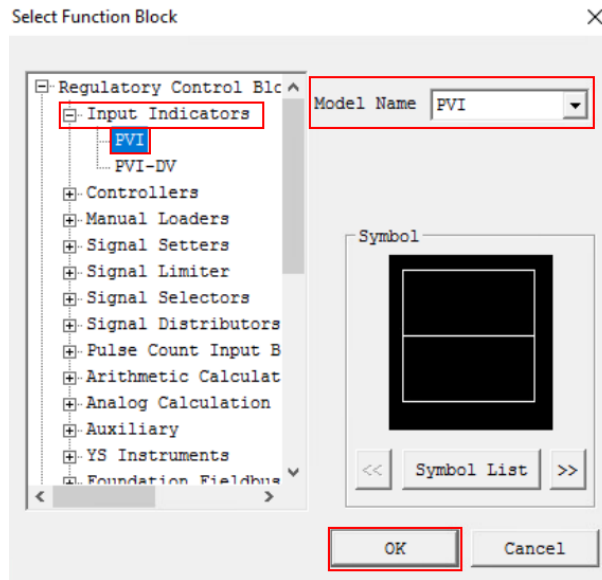 Select Function Block
Regulatory Control Blc
Input Indicators
PVI
PVI-DV
Controllers
Manual Loaders
Signal Setters
Signal Limiter
Signal Selectors
Signal Distributors
Pulse Count Input B
Arithmetic Calculat
Analog Calculation
Auxiliary
YS Instruments
Foundation Fieldbus
Model Name PVI
Symbol
<< Symbol List >>
OK Cancel